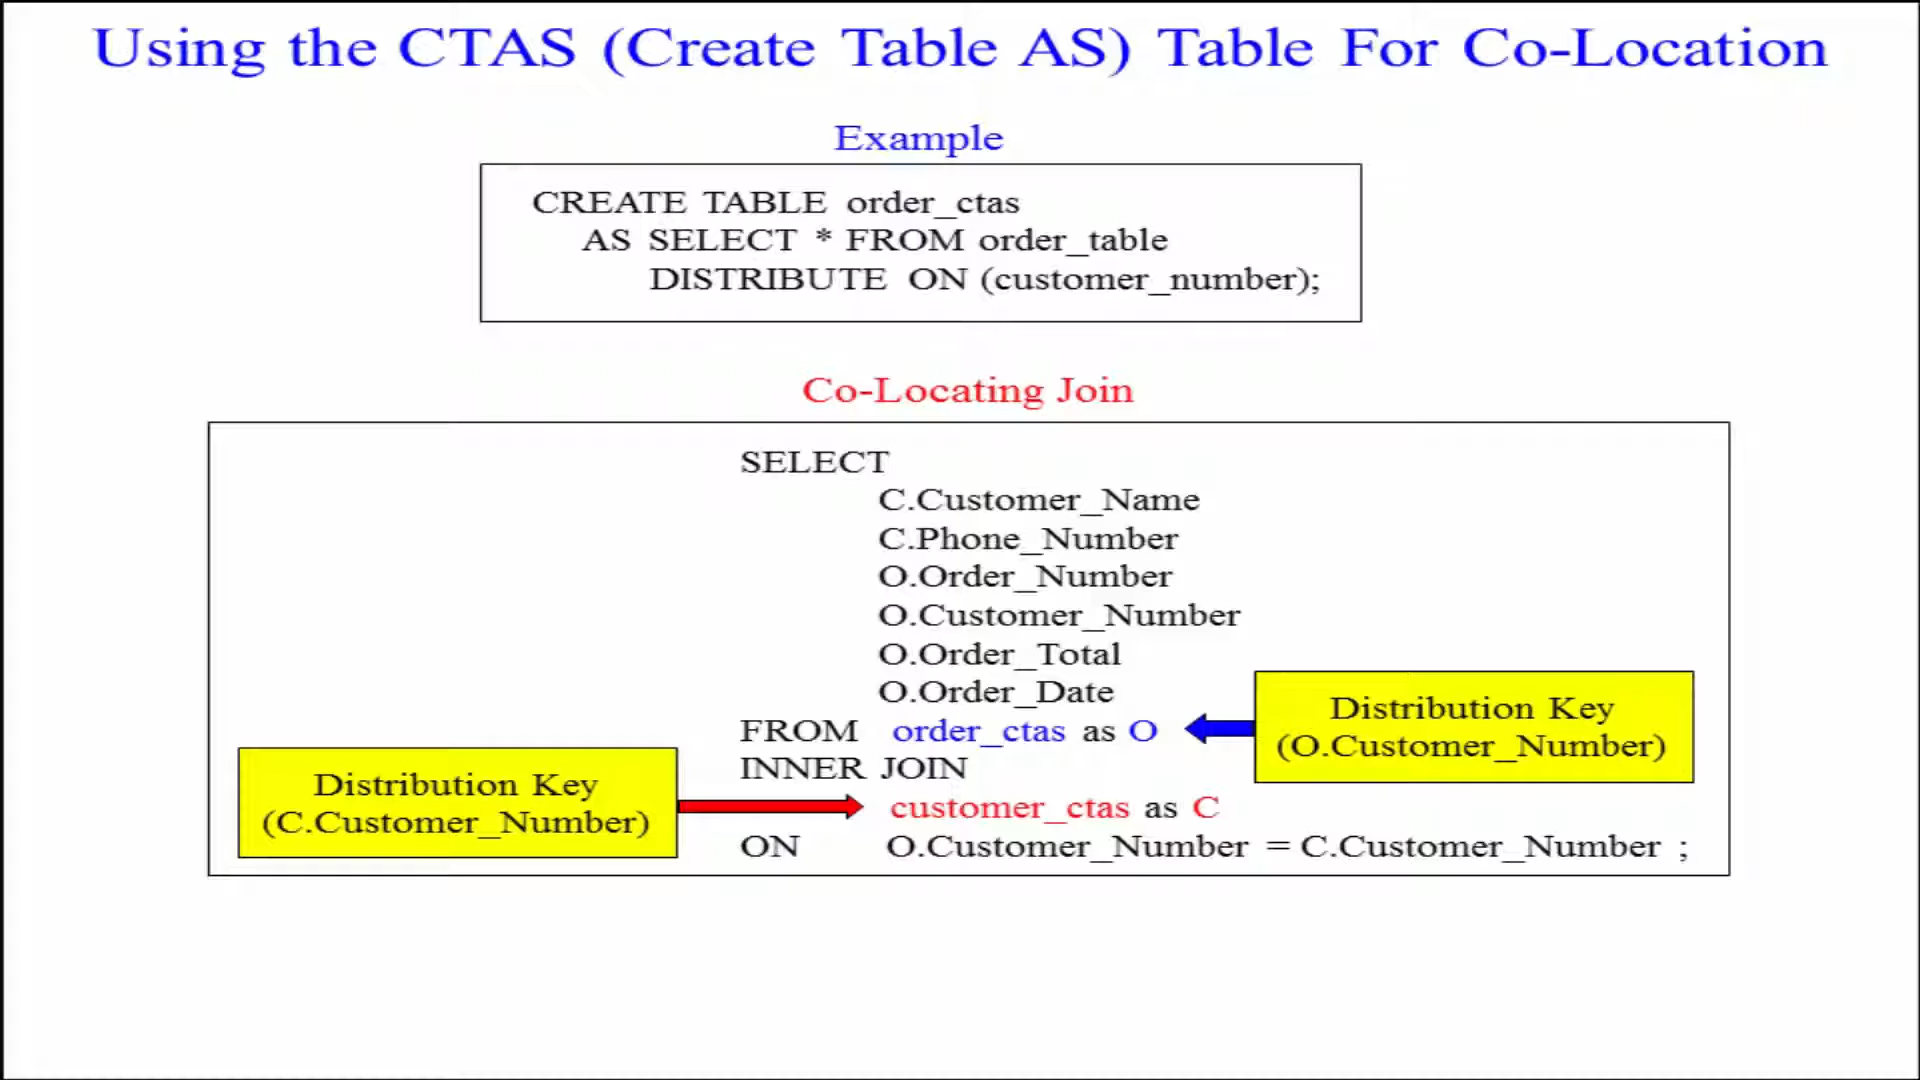 Using the CTAS (Create Table AS) Table For Co-Location
Example
CREATE TABLE order_ctas
AS SELECT * FROM order_table
DISTRIBUTE ON (customer_number);
Co-Locating Join
SELECT
C.Customer_Name
C.Phone_Number
O.Order_Number
O.Customer_Number
O.Order_Total
O.Order_Date
FROM order_ctas as O
Distribution Key
(O.Customer_Number)
INNER JOIN
Distribution Key
(C.Customer_Number)
customer_ctas as C
ON O.Customer_Number = C.Customer_Number ;